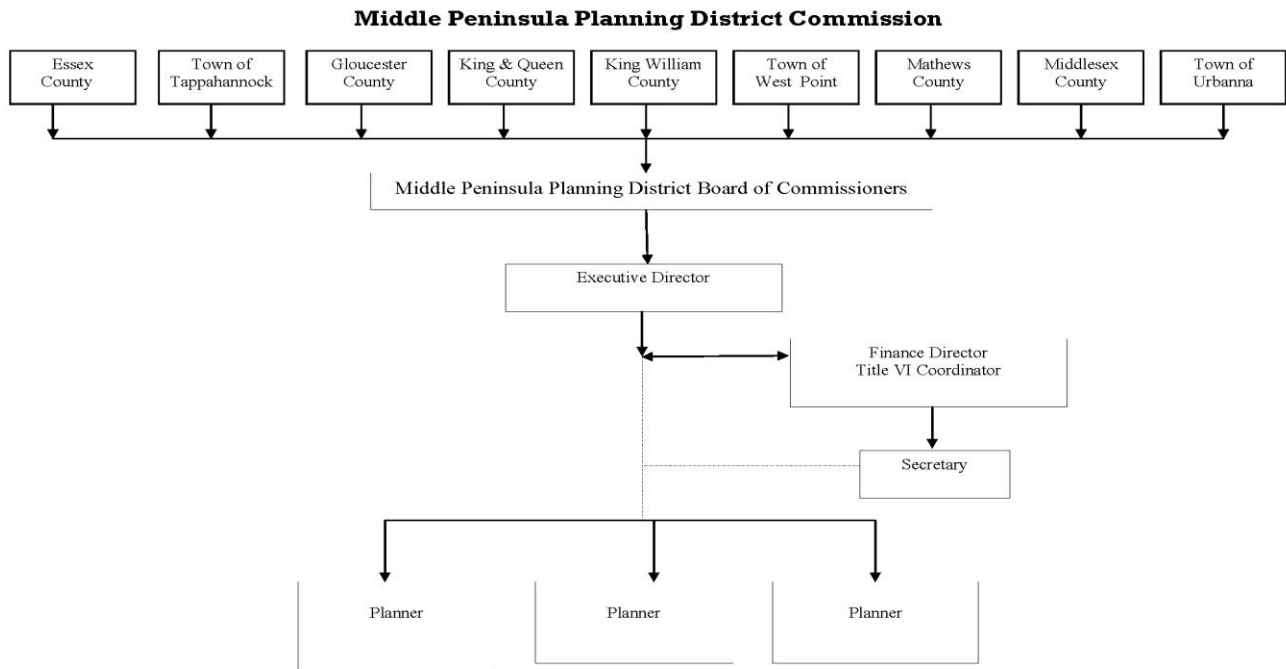 Middle Peninsula Planning District Commission
Essex
County
Town of
Tappahannock
Gloucester
County
King & Queen
County
King William
County
Town of
West Point
Mathews
County
Middlesex
County
Town of
Urbanna
Middle Peninsula Planning District Board of Commissioners
Executive Director
Finance Director
Title VI Coordinator
Secretary
Planner
Planner
Planner